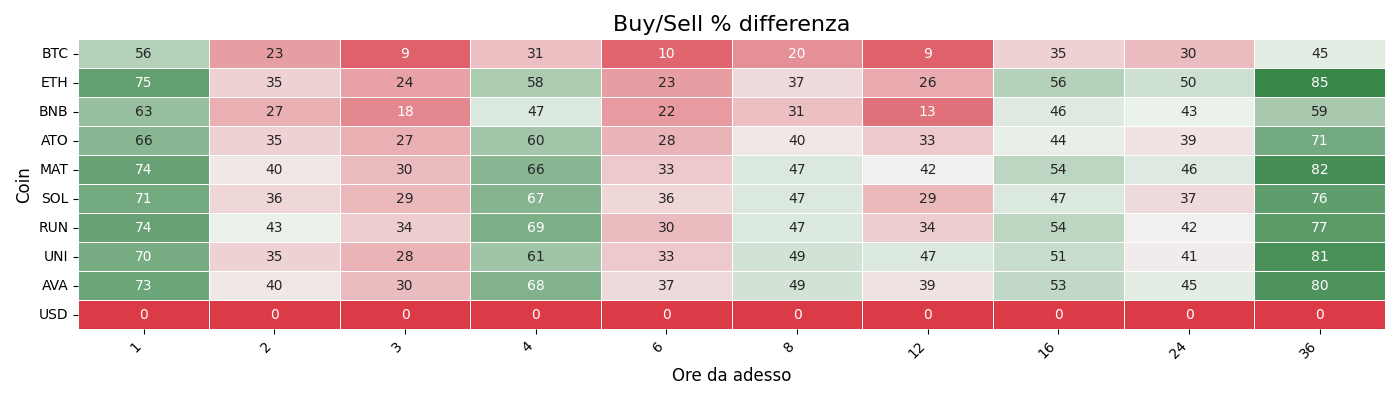 Buy/Sell % differenza
Coin
BTC 56 23 9 31 10 20 9 35 30 45
ETH 75 35 24 58 23 37 26 56 50 85
BNB 63 27 18 47 22 31 13 46 43 59
ATO 66 35 27 60 28 40 33 44 39 71
MAT 74 40 30 66 33 47 42 54 46 82
SOL 71 36 29 67 36 47 29 47 37 76
RUN 74 43 34 69 30 47 34 54 42 77
UNI 70 35 28 61 33 49 47 51 41 81
AVA 73 40 30 68 37 49 39 53 45 80
USD 0 0 0 0 0 0 0 0 0 0
1 2 3 4 6 8 12 16 24 36
Ore da adesso